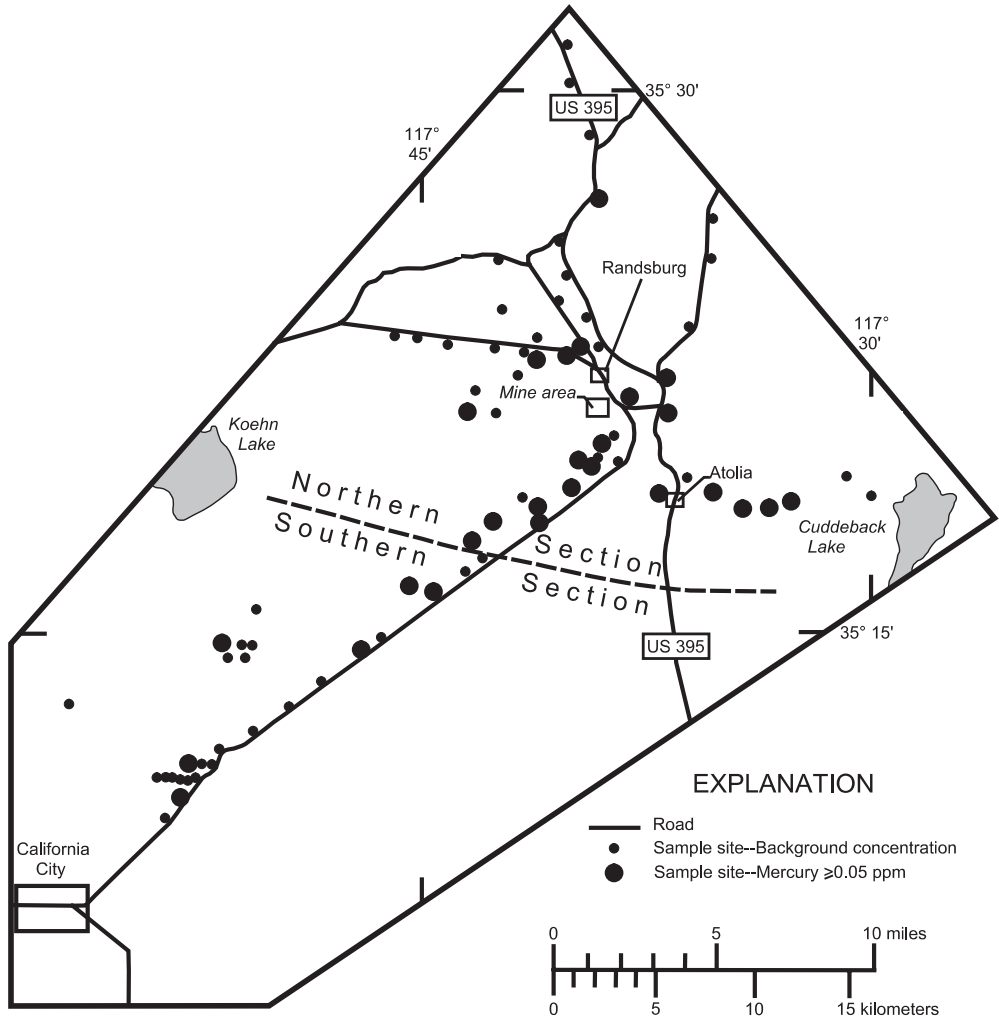 35° 30'
US 395
117°
45'
Randsburg
117°
30'
Mine area
Koehn
Lake
Atolia
Northern
Southern
Section
Section
Cuddeback
Lake
35° 15'
US 395
EXPLANATION
Road
Sample site--Background concentration
Sample site--Mercury ≥0.05 ppm
California
City
0 5 10 miles
0 5 10 15 kilometers